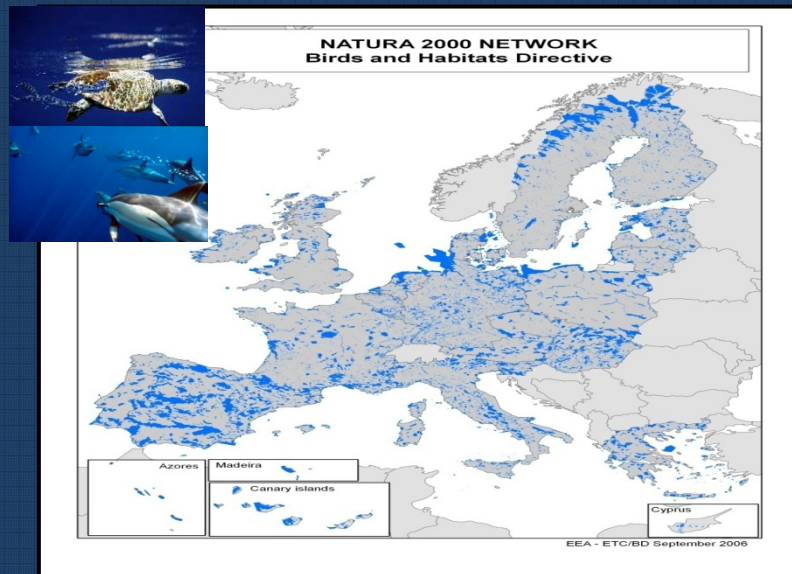 NATURA 2000 NETWORK
Birds and Habitats Directive
Azores
Madeira
Canary islands
Cyprus
EEA - ETC/BD September 2006